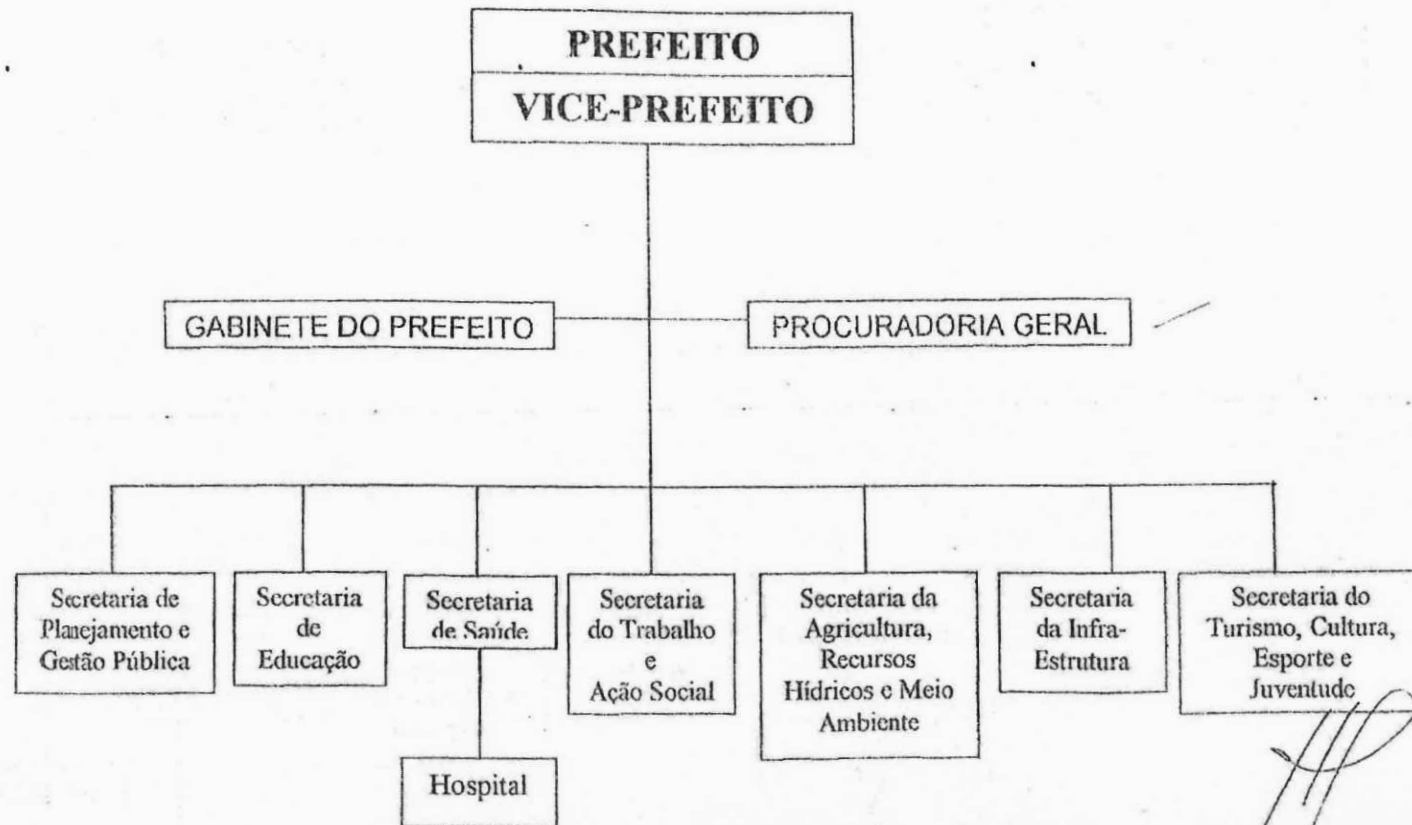 PREFEITO
VICE-PREFEITO
GABINETE DO PREFEITO
PROCURADORIA GERAL
Secretaria de
Planejamento e
Gestão Pública
Secretaria
de
Educação
Secretaria
de Saúde
Secretaria
do Trabalho
e
Ação Social
Secretaria da
Agricultura,
Recursos
Hídricos e Meio
Ambiente
Secretaria
da Infra-
Estrutura
Secretaria do
Turismo, Cultura,
Esporte e
Juventude
Hospital